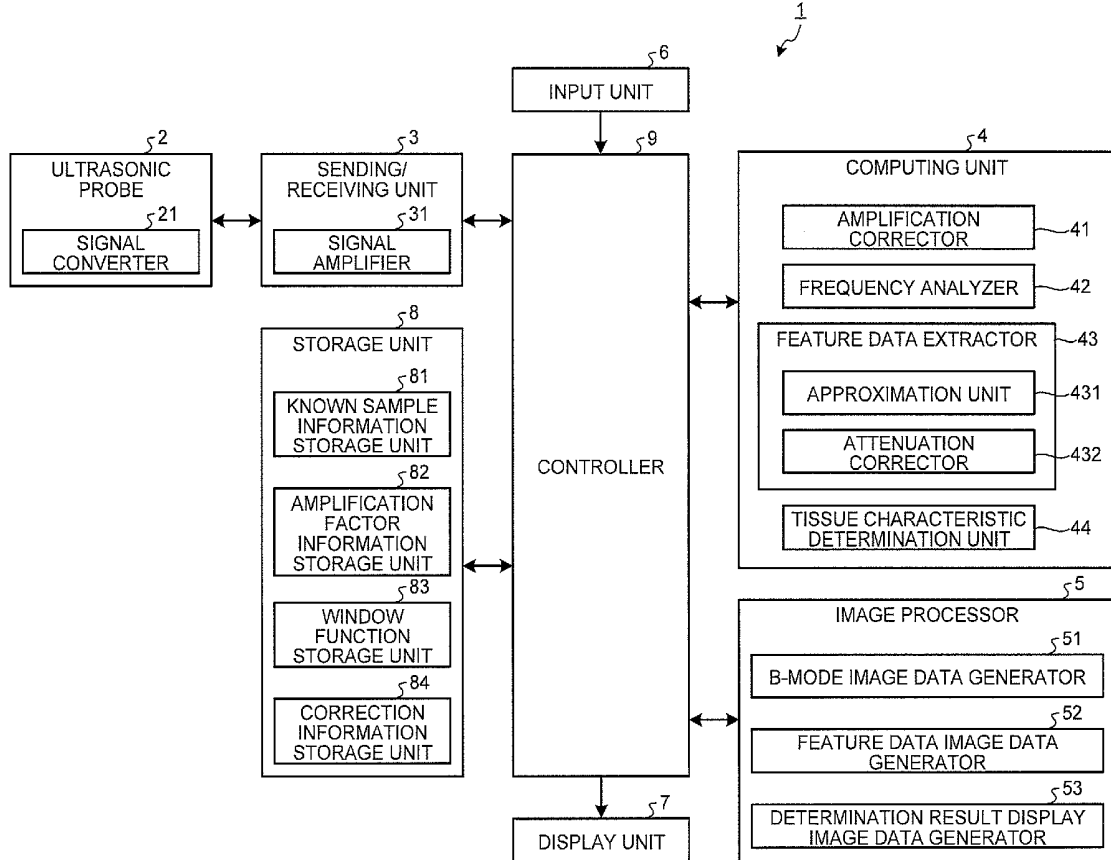 1
6
INPUT UNIT
2
ULTRASONIC
PROBE
21
SIGNAL
CONVERTER
3
SENDING/
RECEIVING UNIT
31
SIGNAL
AMPLIFIER
9
CONTROLLER
4
COMPUTING UNIT
AMPLIFICATION
CORRECTOR
41
FREQUENCY ANALYZER
42
FEATURE DATA EXTRACTOR
43
APPROXIMATION UNIT
431
ATTENUATION
CORRECTOR
432
TISSUE CHARACTERISTIC
DETERMINATION UNIT
44
8
STORAGE UNIT
81
KNOWN SAMPLE
INFORMATION
STORAGE UNIT
82
AMPLIFICATION
FACTOR
INFORMATION
STORAGE UNIT
83
WINDOW
FUNCTION
STORAGE UNIT
84
CORRECTION
INFORMATION
STORAGE UNIT
5
IMAGE PROCESSOR
51
B-MODE IMAGE DATA GENERATOR
52
FEATURE DATA IMAGE DATA
GENERATOR
53
DETERMINATION RESULT DISPLAY
IMAGE DATA GENERATOR
7
DISPLAY UNIT